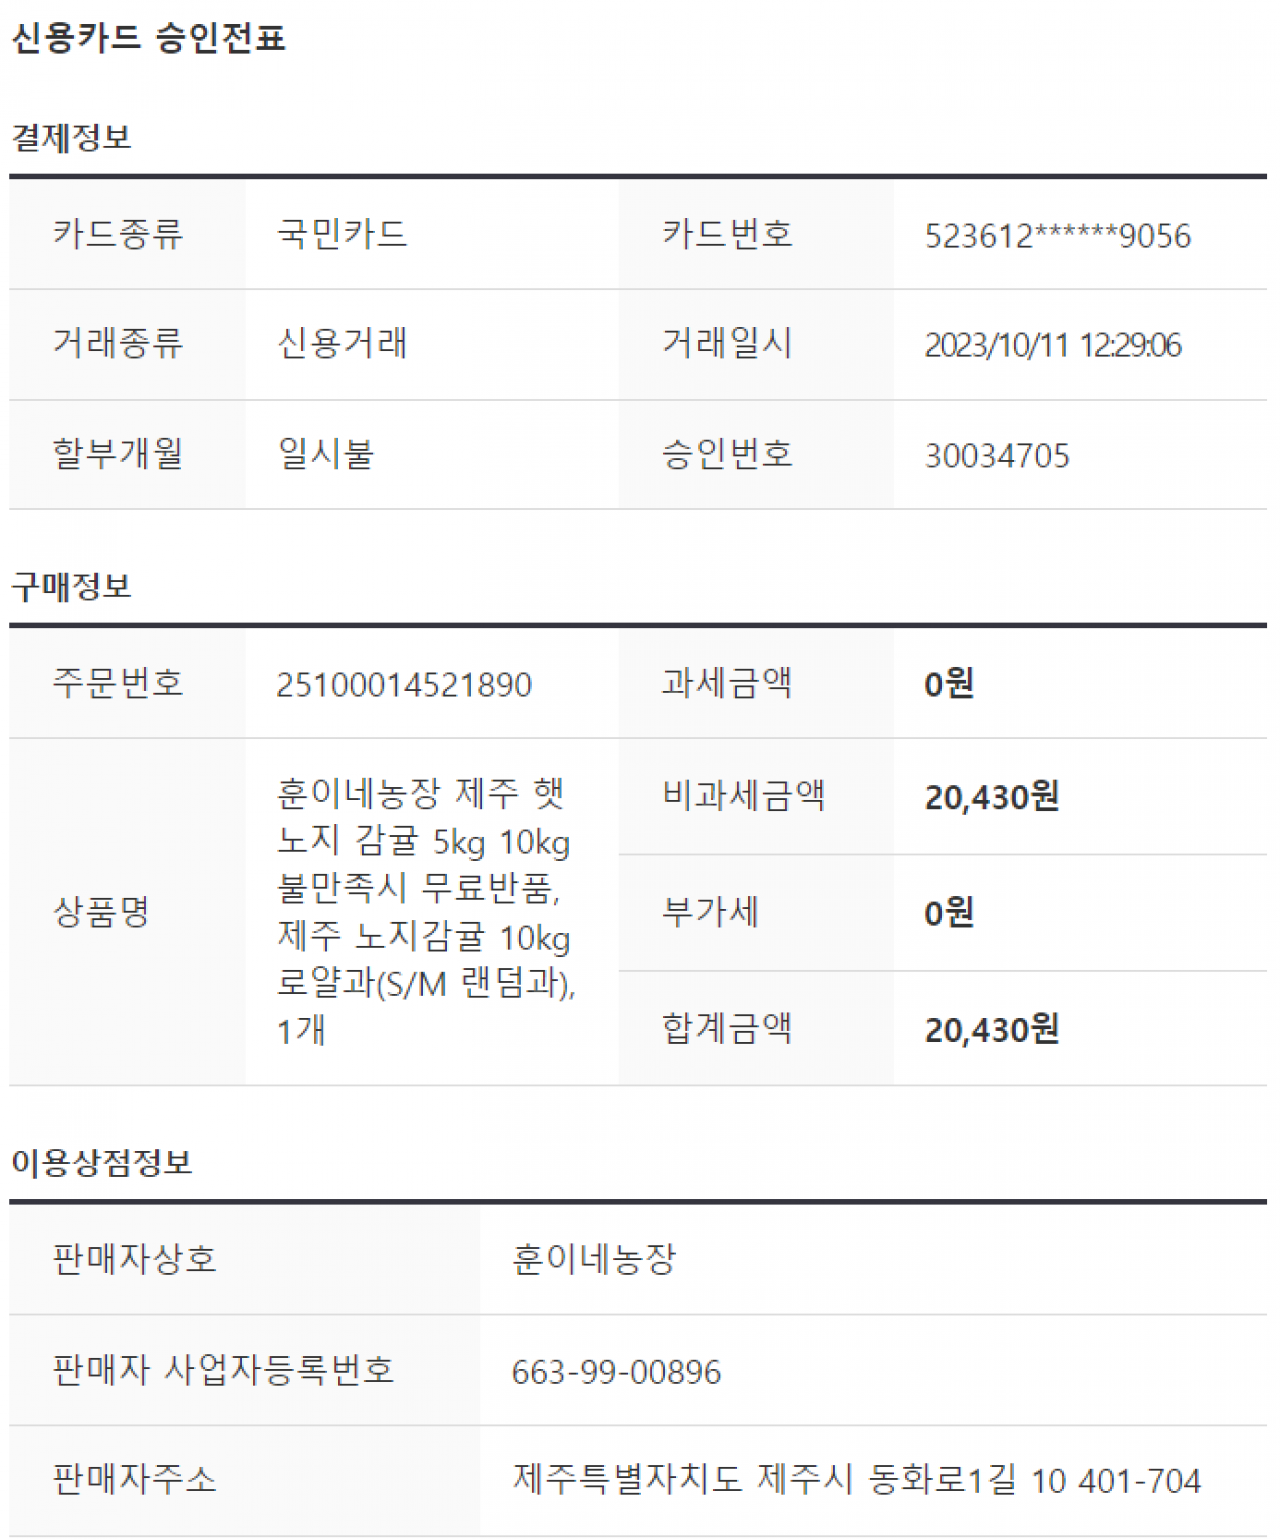 신용카드 승인전표
결제정보
카드종류 국민카드 카드번호 523612******9056
거래종류 신용거래 거래일시 2023/10/11 12:29:06
할부개월 일시불 승인번호 30034705
구매정보
주문번호 25100014521890 과세금액 0원
상품명
훈이네농장 제주 햇
노지 감귤 5kg 10kg
불만족시 무료반품,
제주 노지감귤 10kg
로얄과(S/M 랜덤과),
1개
비과세금액 20,430원
부가세 0원
합계금액 20,430원
이용상점정보
판매자상호 훈이네농장
판매자 사업자등록번호 663-99-00896
판매자주소 제주특별자치도 제주시 동화로1길 10 401-704